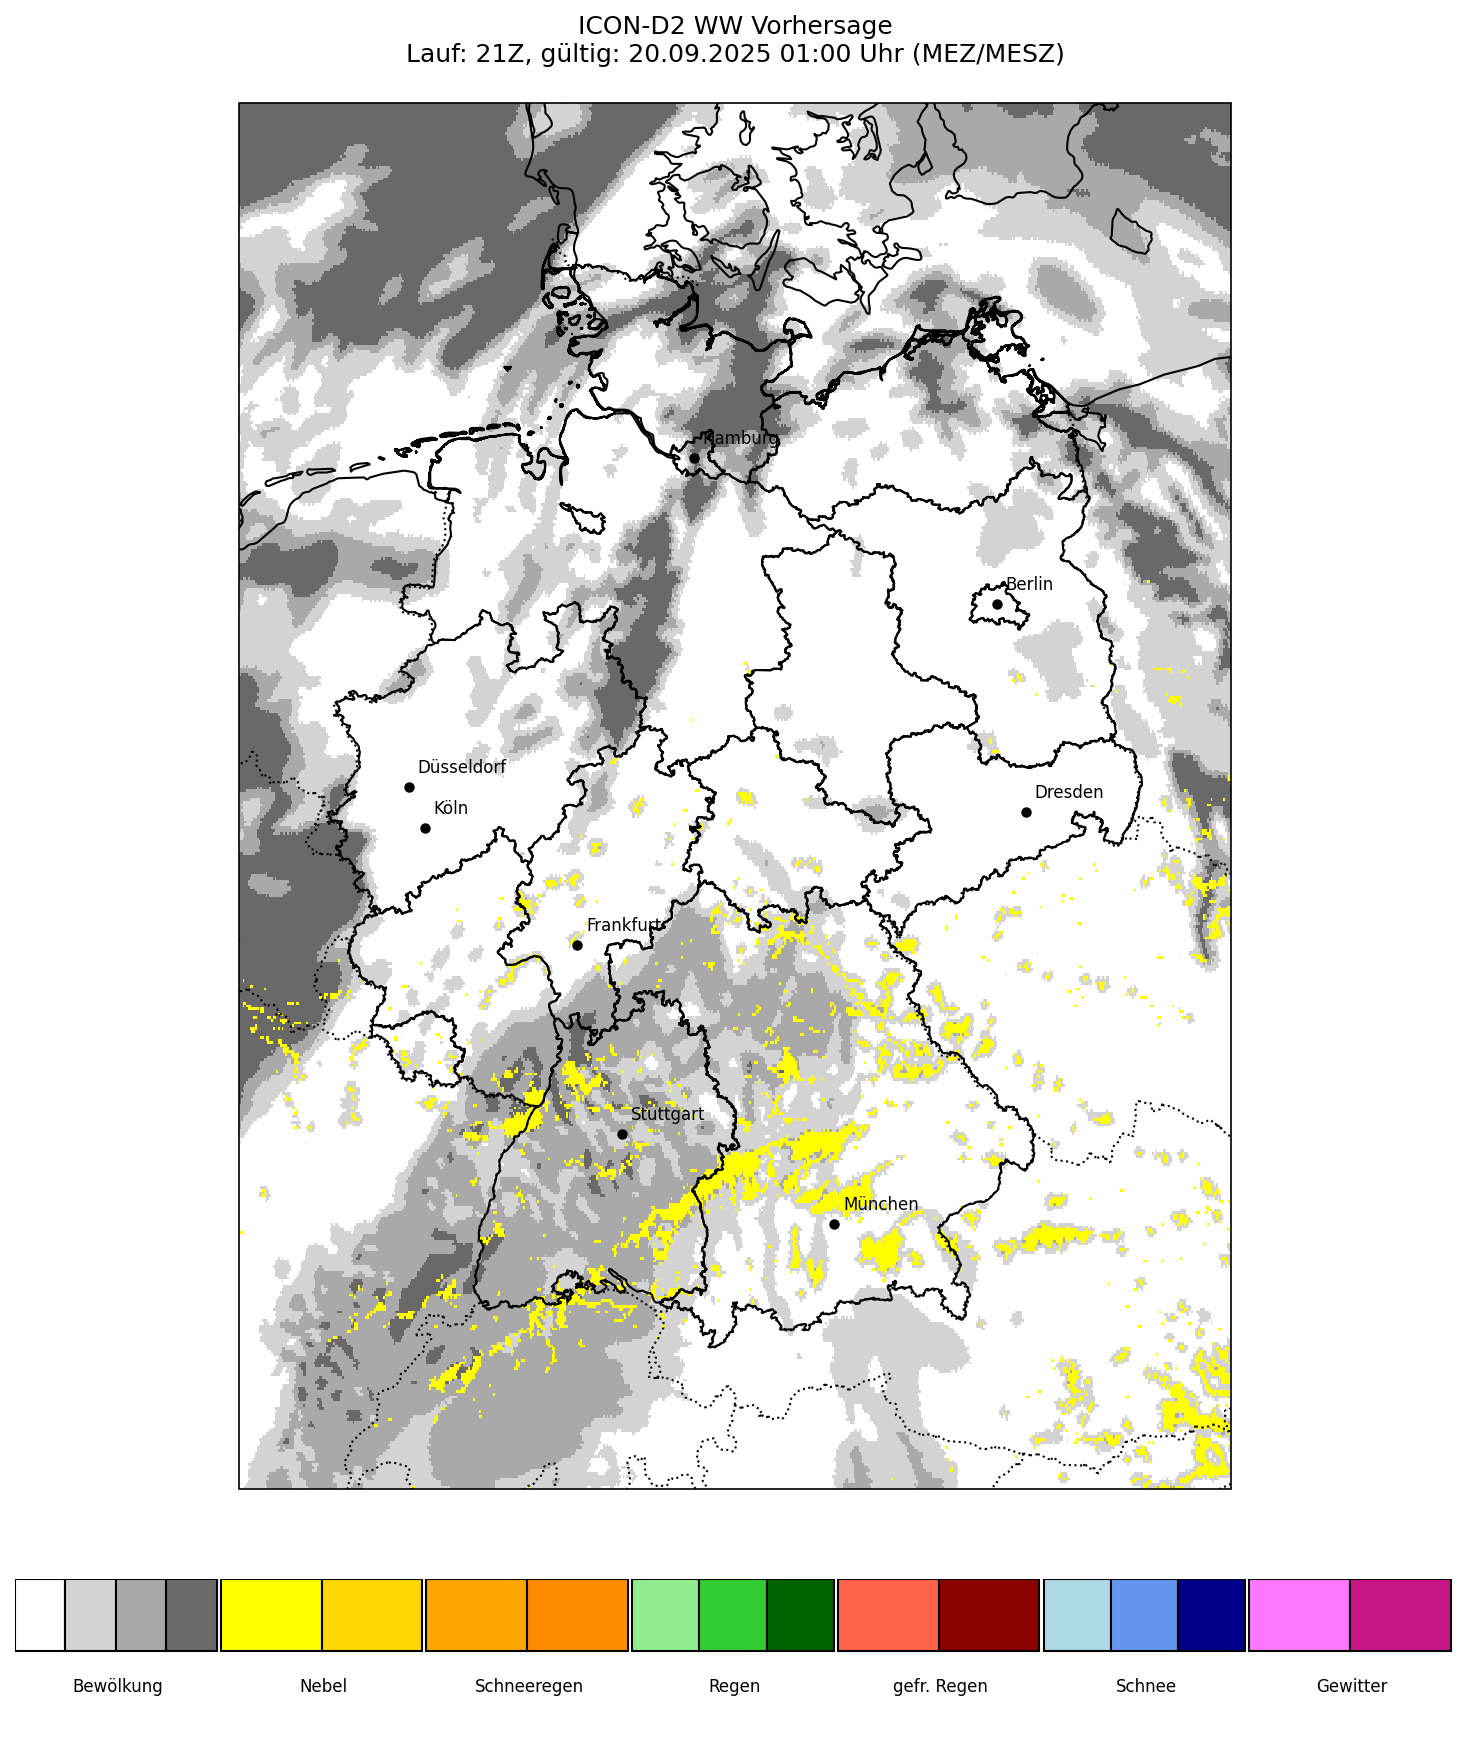 ICON-D2 WW Vorhersage
Lauf: 21Z, gültig: 20.09.2025 01:00 Uhr (MEZ/MESZ)
Hamburg
Berlin
Düsseldorf
Dresden
Köln
Frankfurt
Stuttgart
München
Bewölkung
Nebel
Schneeregen
Regen
gefr. Regen
Schnee
Gewitter